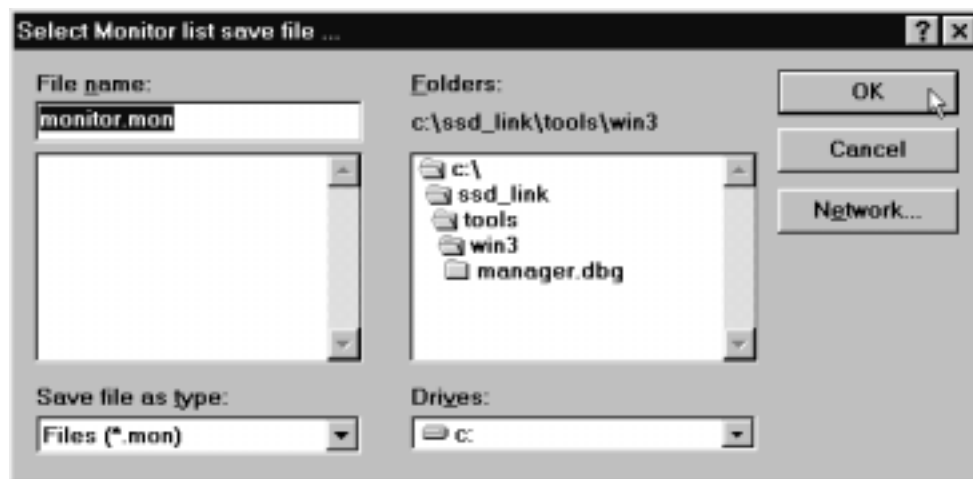 Select Monitor list save file ...
File name:
monitor.mon
Folders:
c:\ssd_link\tools\win3
c:\
ssd_link
tools
win3
manager.dbg
OK
Cancel
Network...
Save file as type:
Files (*.mon)
Drives:
c: